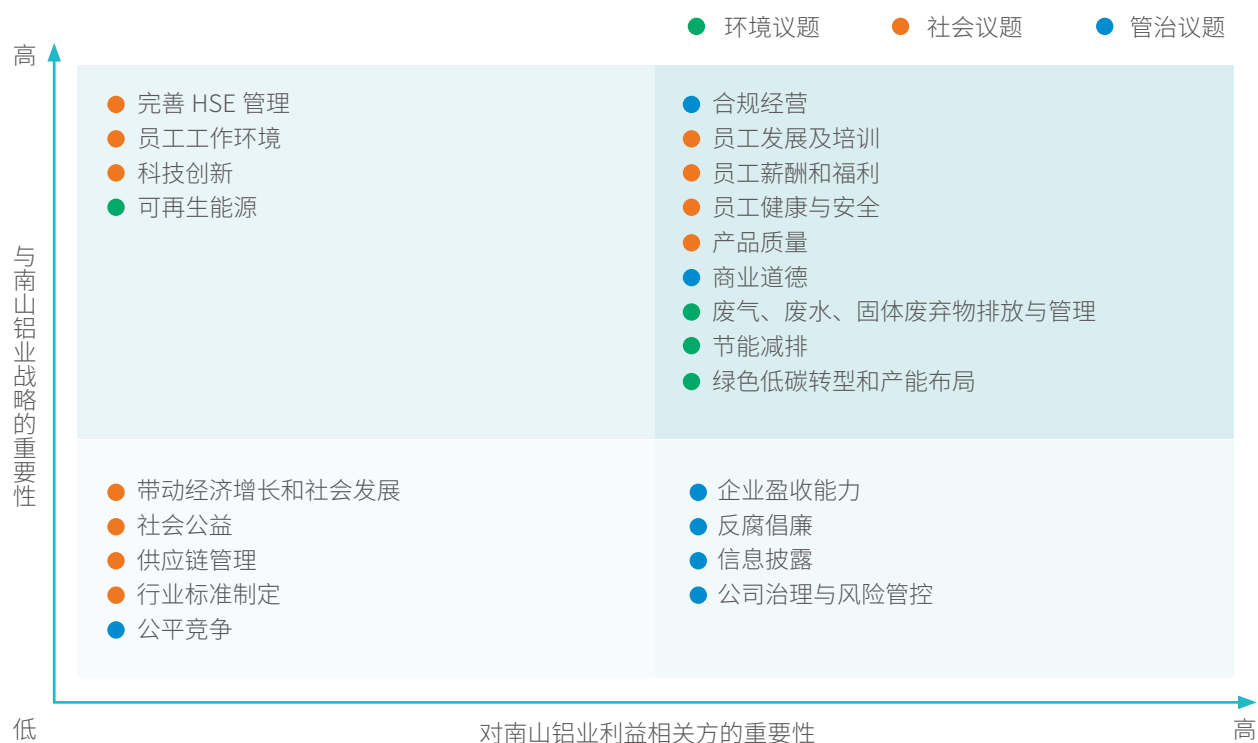 环境议题
社会议题
管治议题
高
完善 HSE 管理
员工工作环境
科技创新
可再生能源
合规经营
员工发展及培训
员工薪酬和福利
员工健康与安全
产品质量
商业道德
废气、废水、固体废弃物排放与管理
节能减排
绿色低碳转型和产能布局
与南山铝业战略的重要性
带动经济增长和社会发展
社会公益
供应链管理
行业标准制定
公平竞争
企业盈收能力
反腐倡廉
信息披露
公司治理与风险管控
低
对南山铝业利益相关方的重要性
高